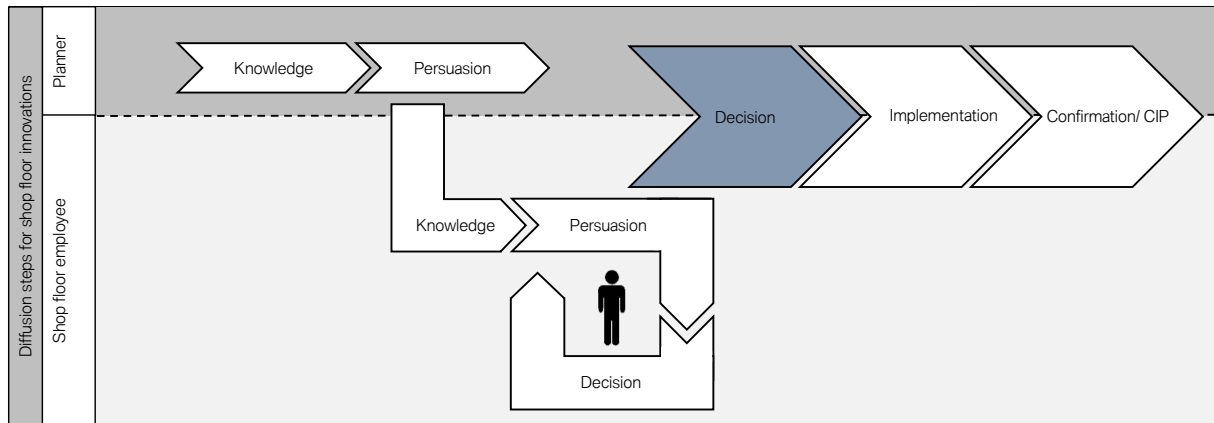 Diffusion steps for shop floor innovations
Planner
Shop floor employee
Knowledge
Persuasion
Decision
Implementation
Confirmation/ CIP
Knowledge
Persuasion
Decision